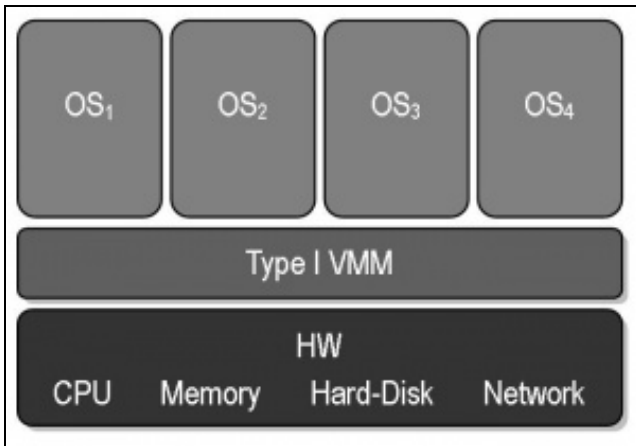 OS₁ OS₂ OS₃ OS₄
Type I VMM
HW
CPU Memory Hard-Disk Network